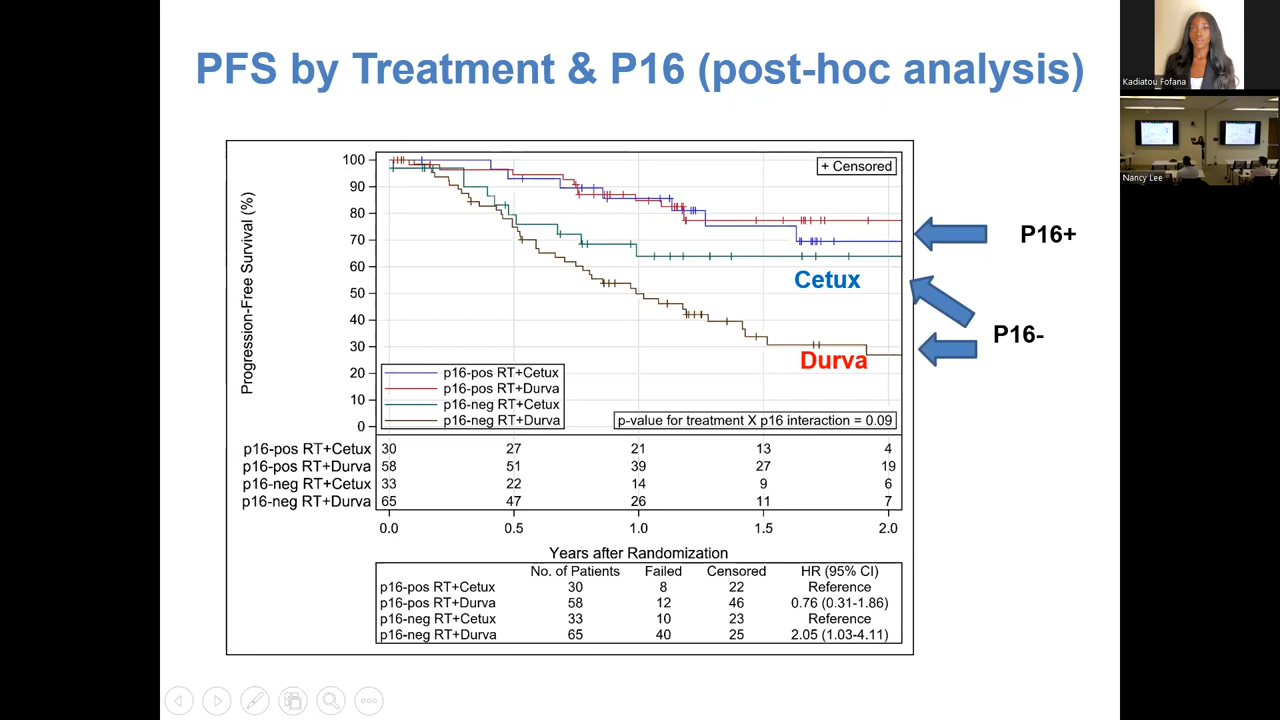 PFS by Treatment & P16 (post-hoc analysis)
Kadiatou Fofana
Nancy Lee
+ Censored
Progression-Free Survival (%)
100
90
80
70
60
50
40
30
20
10
0
P16+
Cetux
P16-
Durva
p16-pos RT+Cetux
p16-pos RT+Durva
p16-neg RT+Cetux
p16-neg RT+Durva
p-value for treatment X p16 interaction = 0.09
p16-pos RT+Cetux 30 27 21 13 4
p16-pos RT+Durva 58 51 39 27 19
p16-neg RT+Cetux 33 22 14 9 6
p16-neg RT+Durva 65 47 26 11 7
0.0 0.5 1.0 1.5 2.0
Years after Randomization
No. of Patients Failed Censored HR (95% CI)
p16-pos RT+Cetux 30 8 22 Reference
p16-pos RT+Durva 58 12 46 0.76 (0.31-1.86)
p16-neg RT+Cetux 33 10 23 Reference
p16-neg RT+Durva 65 40 25 2.05 (1.03-4.11)